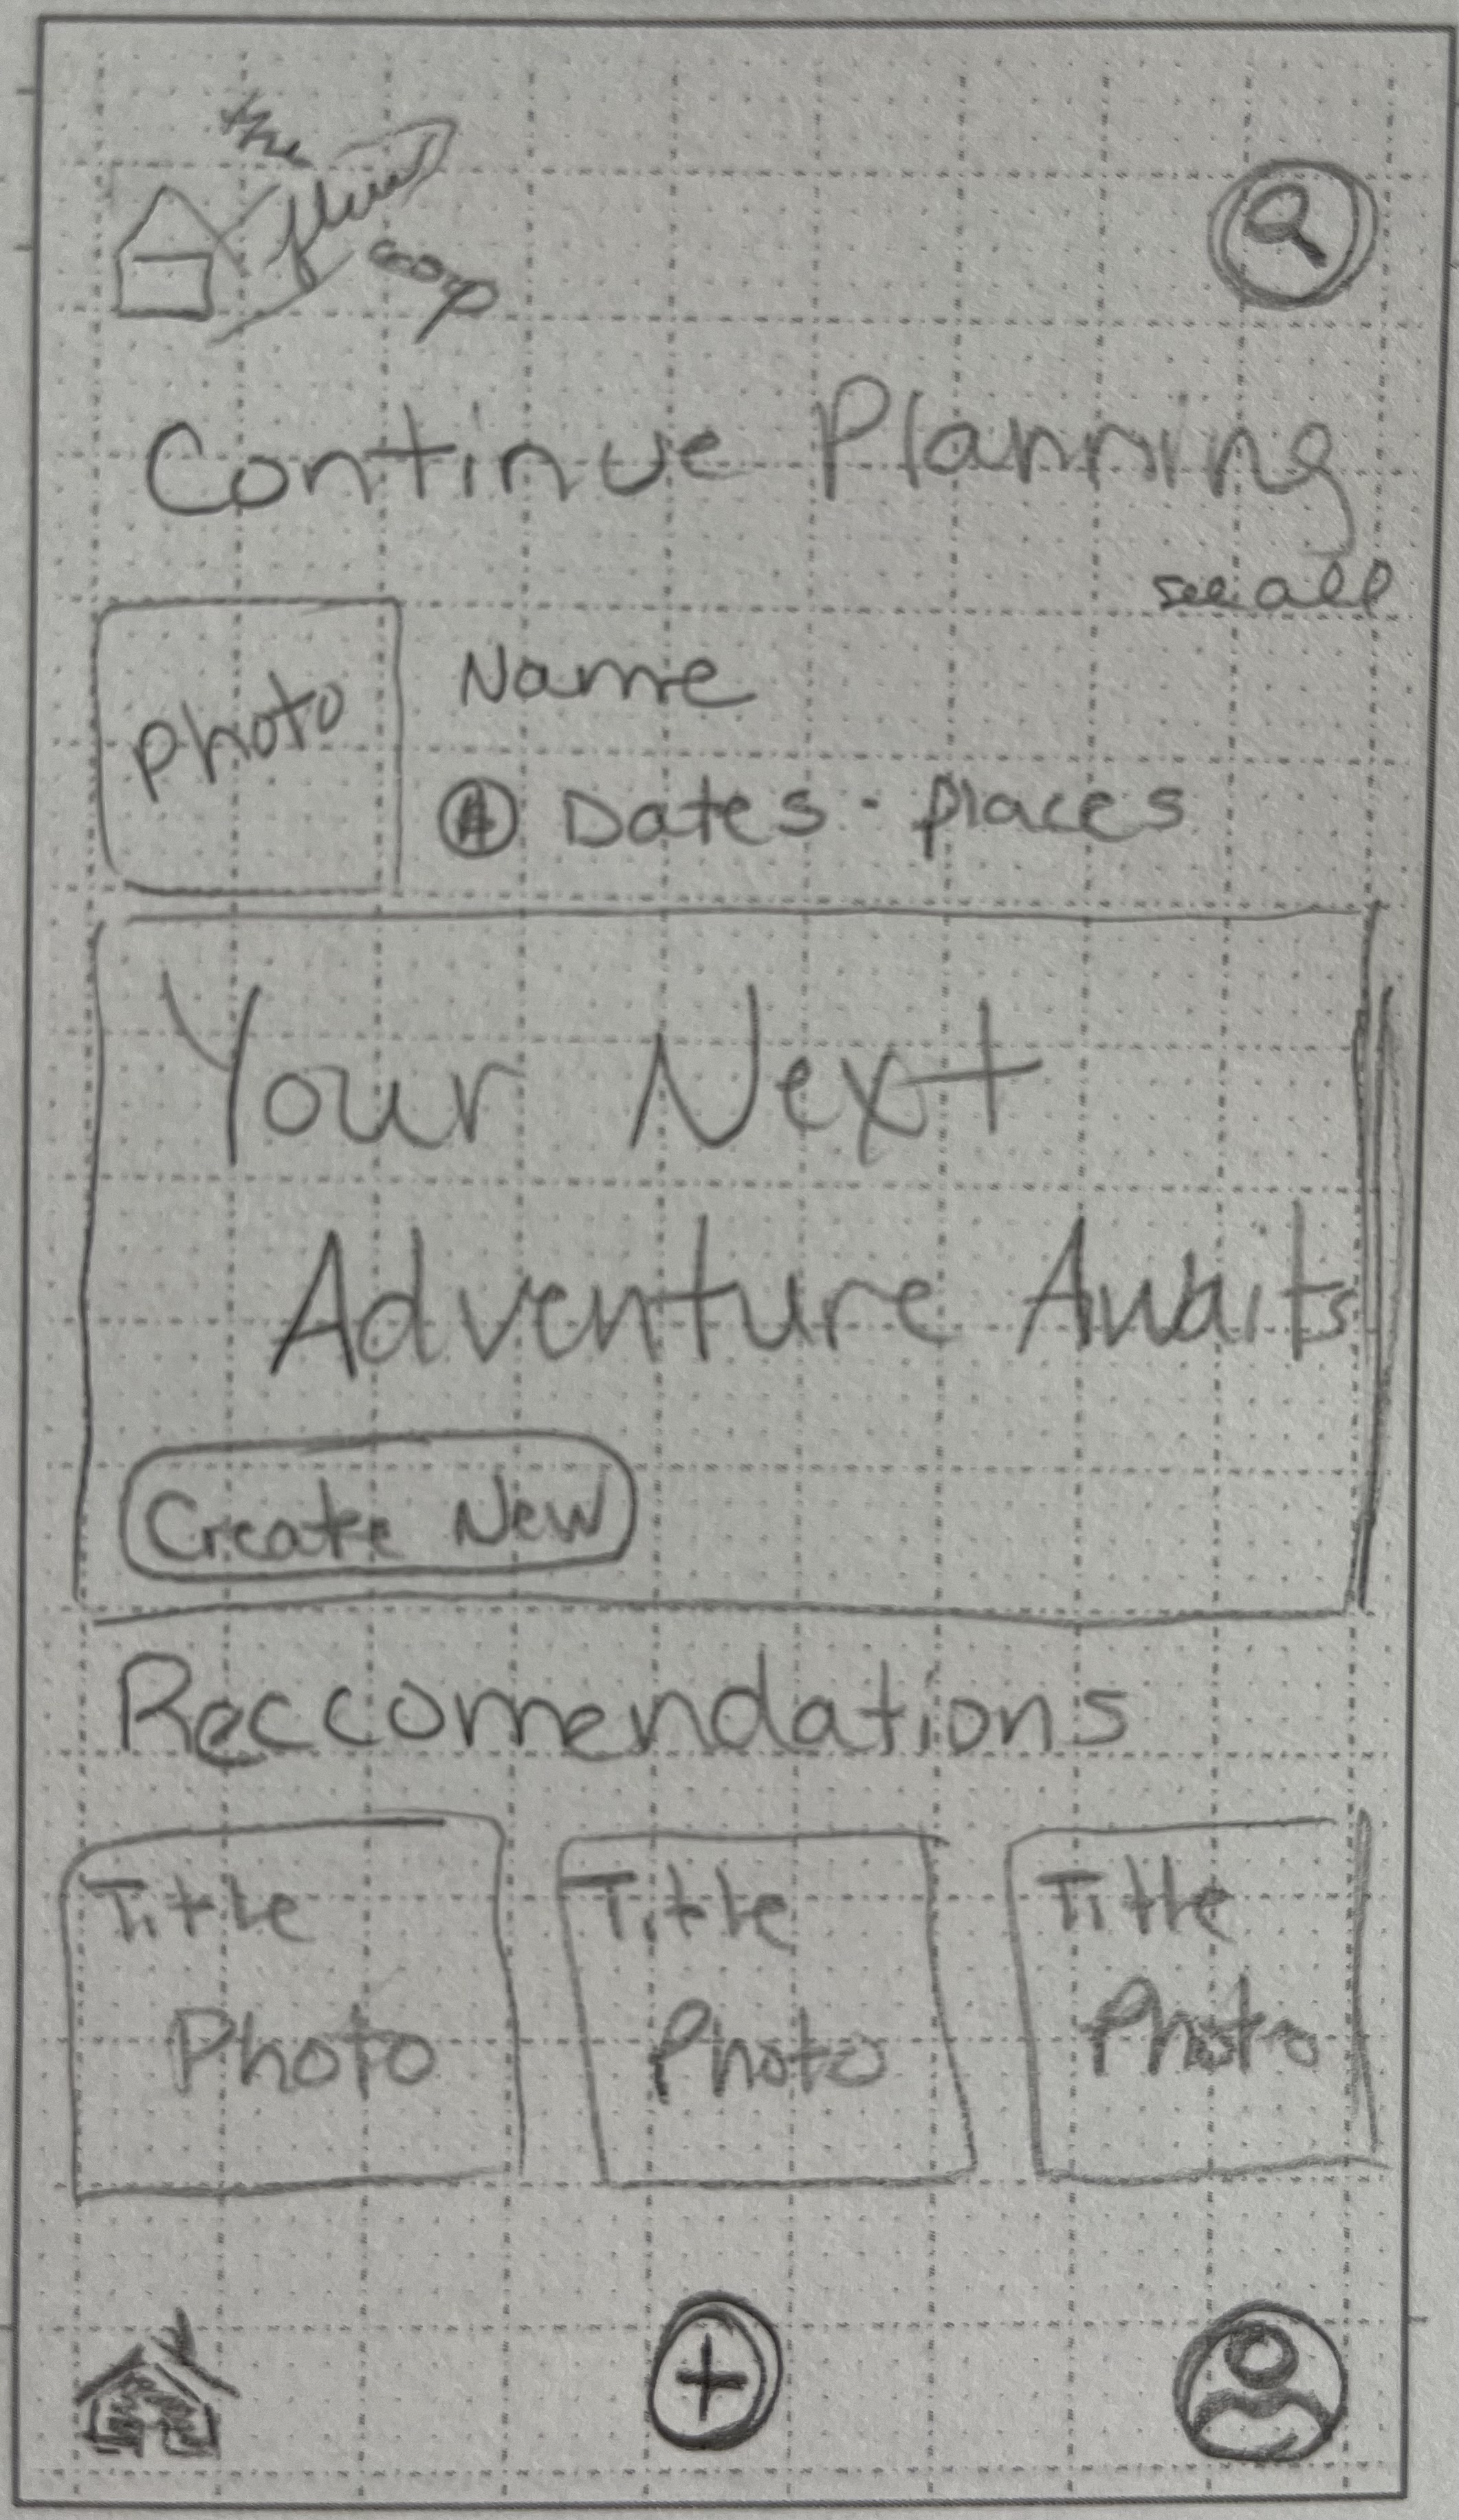 the
flown
coop
Continue Planning
see all
photo
Name
Dates - places
Your Next
Adventure Awaits
Create New
Reccomendations
Title
Photo
Title
Photo
Title
Photo